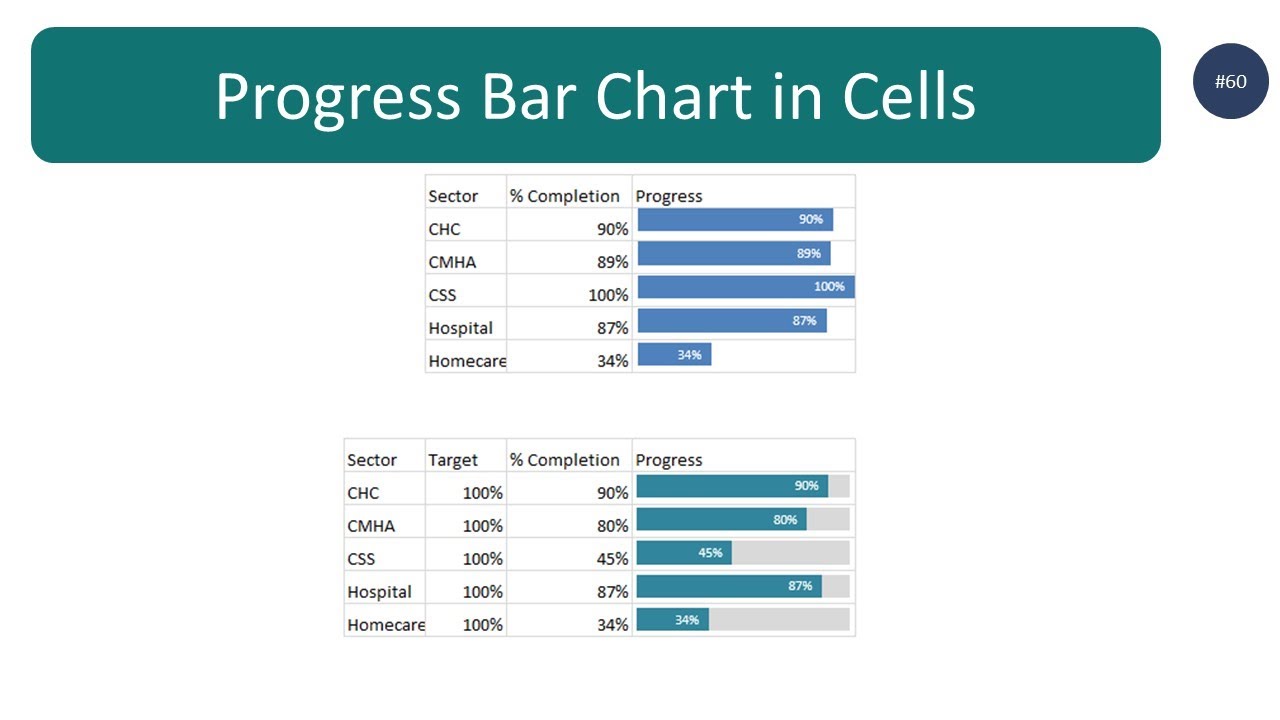 Progress Bar Chart in Cells
#60
Sector % Completion Progress
CHC 90% 90%
CMHA 89% 89%
CSS 100% 100%
Hospital 87% 87%
Homecare 34% 34%
Sector Target % Completion Progress
CHC 100% 90% 90%
CMHA 100% 80% 80%
CSS 100% 45% 45%
Hospital 100% 87% 87%
Homecare 100% 34% 34%